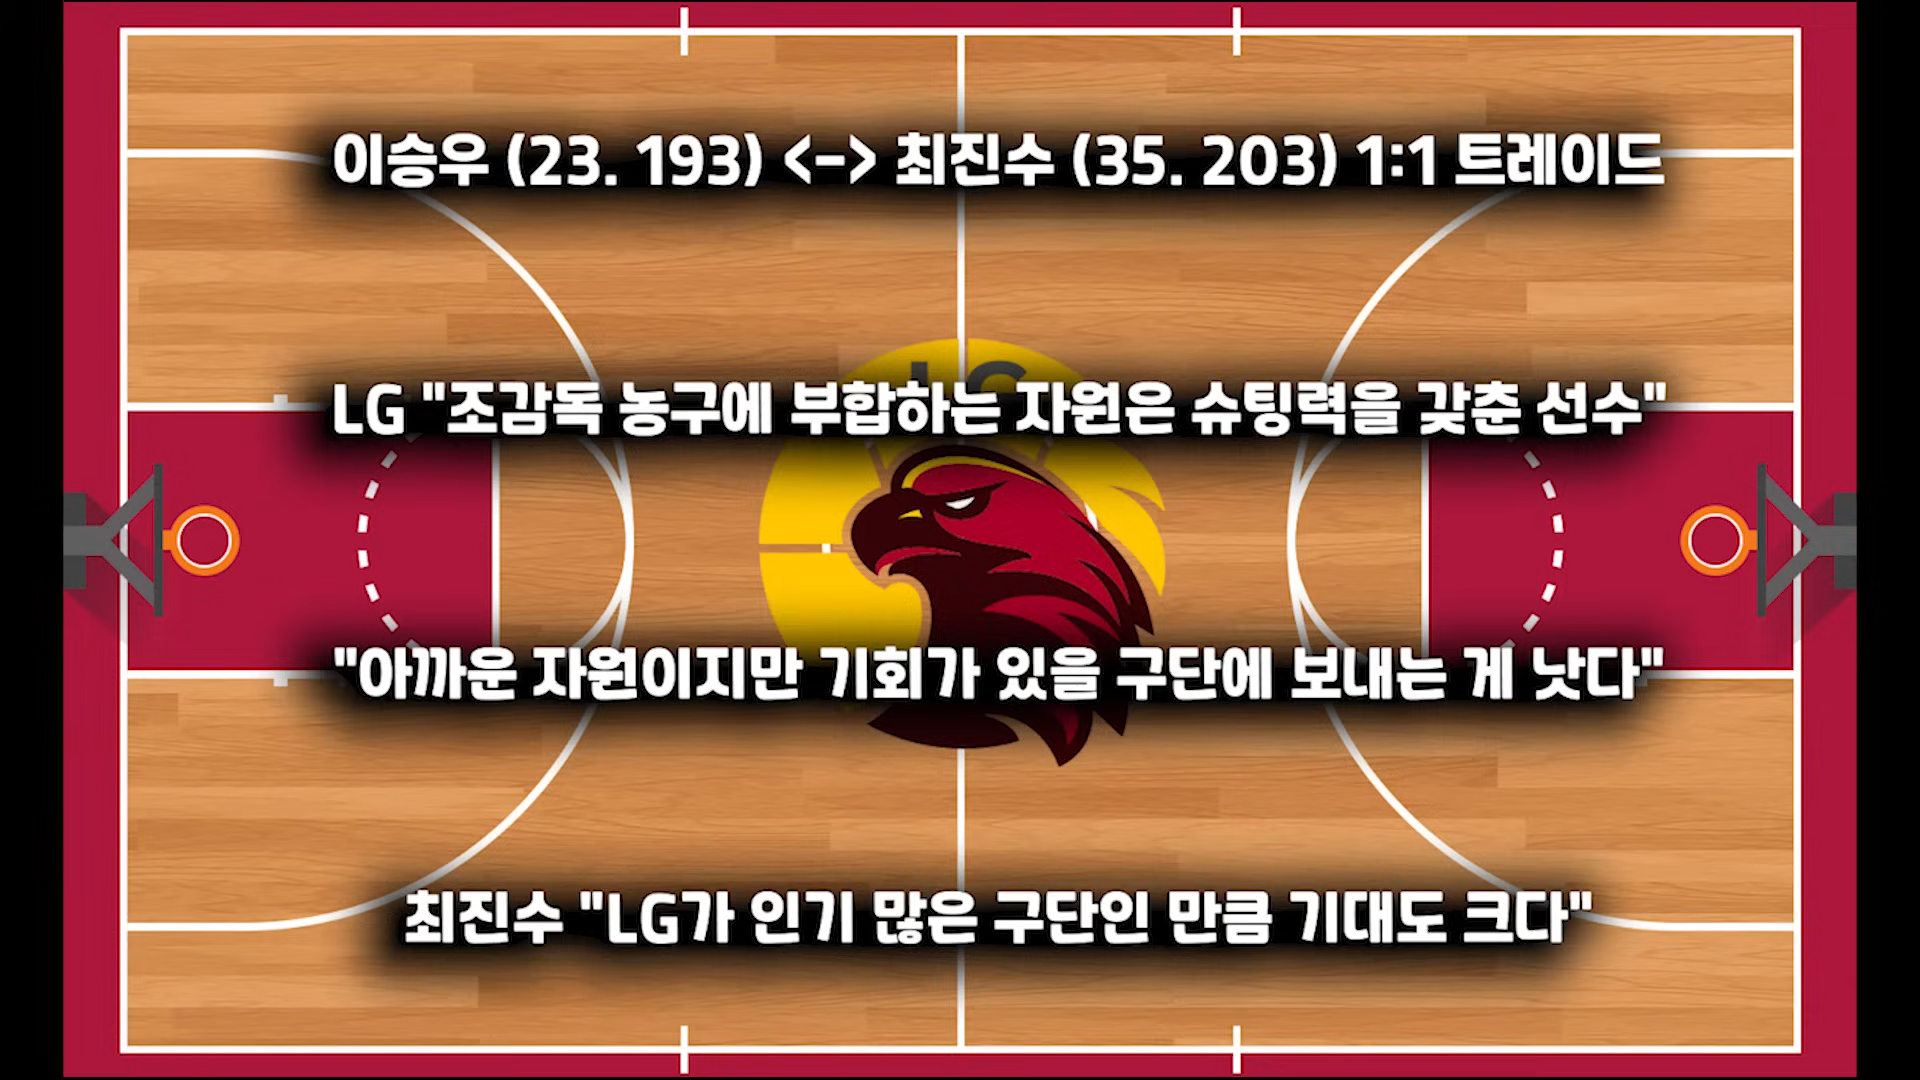 이승우 (23. 193) <-> 최진수 (35. 203) 1:1 트레이드
LG
LG "조감독 농구에 부합하는 자원은 슈팅력을 갖춘 선수"
"아까운 자원이지만 기회가 있을 구단에 보내는 게 낫다"
최진수 "LG가 인기 많은 구단인 만큼 기대도 크다"